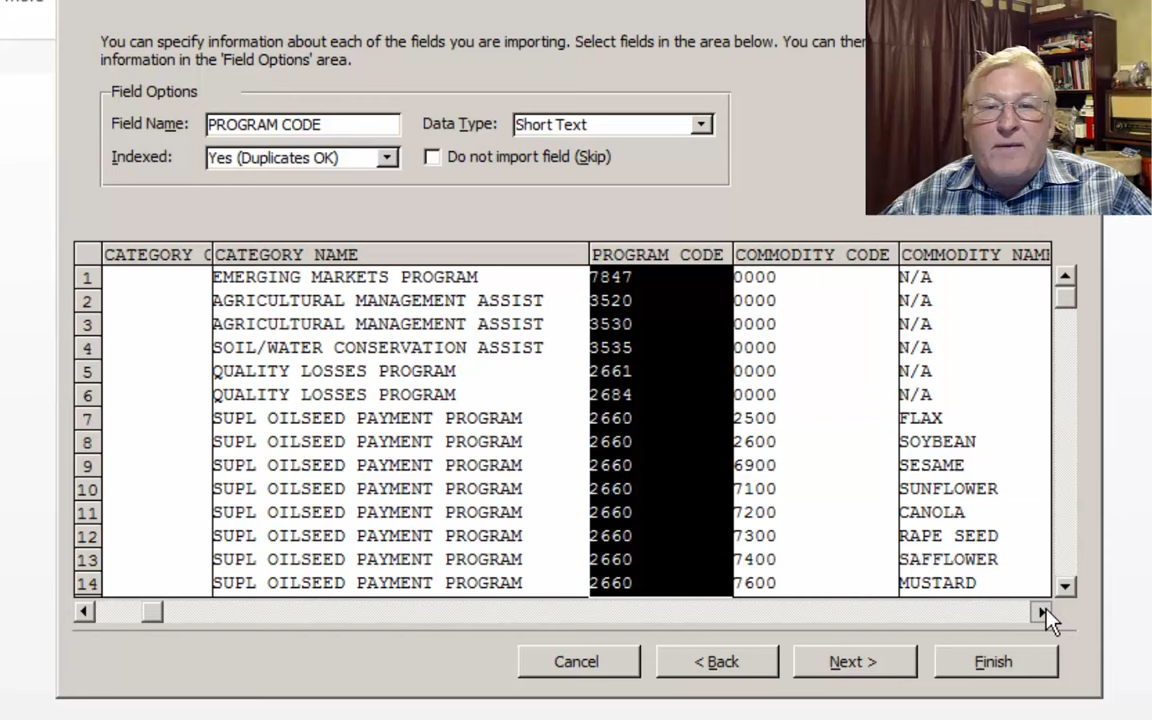 You can specify information about each of the fields you are importing. Select fields in the area below. You can then
information in the 'Field Options' area.
Field Options
Field Name: PROGRAM CODE Data Type: Short Text
Indexed: Yes (Duplicates OK) Do not import field (Skip)
CATEGORY C CATEGORY NAME PROGRAM CODE COMMODITY CODE COMMODITY NAME
1 EMERGING MARKETS PROGRAM 7847 0000 N/A
2 AGRICULTURAL MANAGEMENT ASSIST 3520 0000 N/A
3 AGRICULTURAL MANAGEMENT ASSIST 3530 0000 N/A
4 SOIL/WATER CONSERVATION ASSIST 3535 0000 N/A
5 QUALITY LOSSES PROGRAM 2661 0000 N/A
6 QUALITY LOSSES PROGRAM 2684 0000 N/A
7 SUPL OILSEED PAYMENT PROGRAM 2660 2500 FLAX
8 SUPL OILSEED PAYMENT PROGRAM 2660 2600 SOYBEAN
9 SUPL OILSEED PAYMENT PROGRAM 2660 6900 SESAME
10 SUPL OILSEED PAYMENT PROGRAM 2660 7100 SUNFLOWER
11 SUPL OILSEED PAYMENT PROGRAM 2660 7200 CANOLA
12 SUPL OILSEED PAYMENT PROGRAM 2660 7300 RAPE SEED
13 SUPL OILSEED PAYMENT PROGRAM 2660 7400 SAFFLOWER
14 SUPL OILSEED PAYMENT PROGRAM 2660 7600 MUSTARD
Cancel < Back Next > Finish